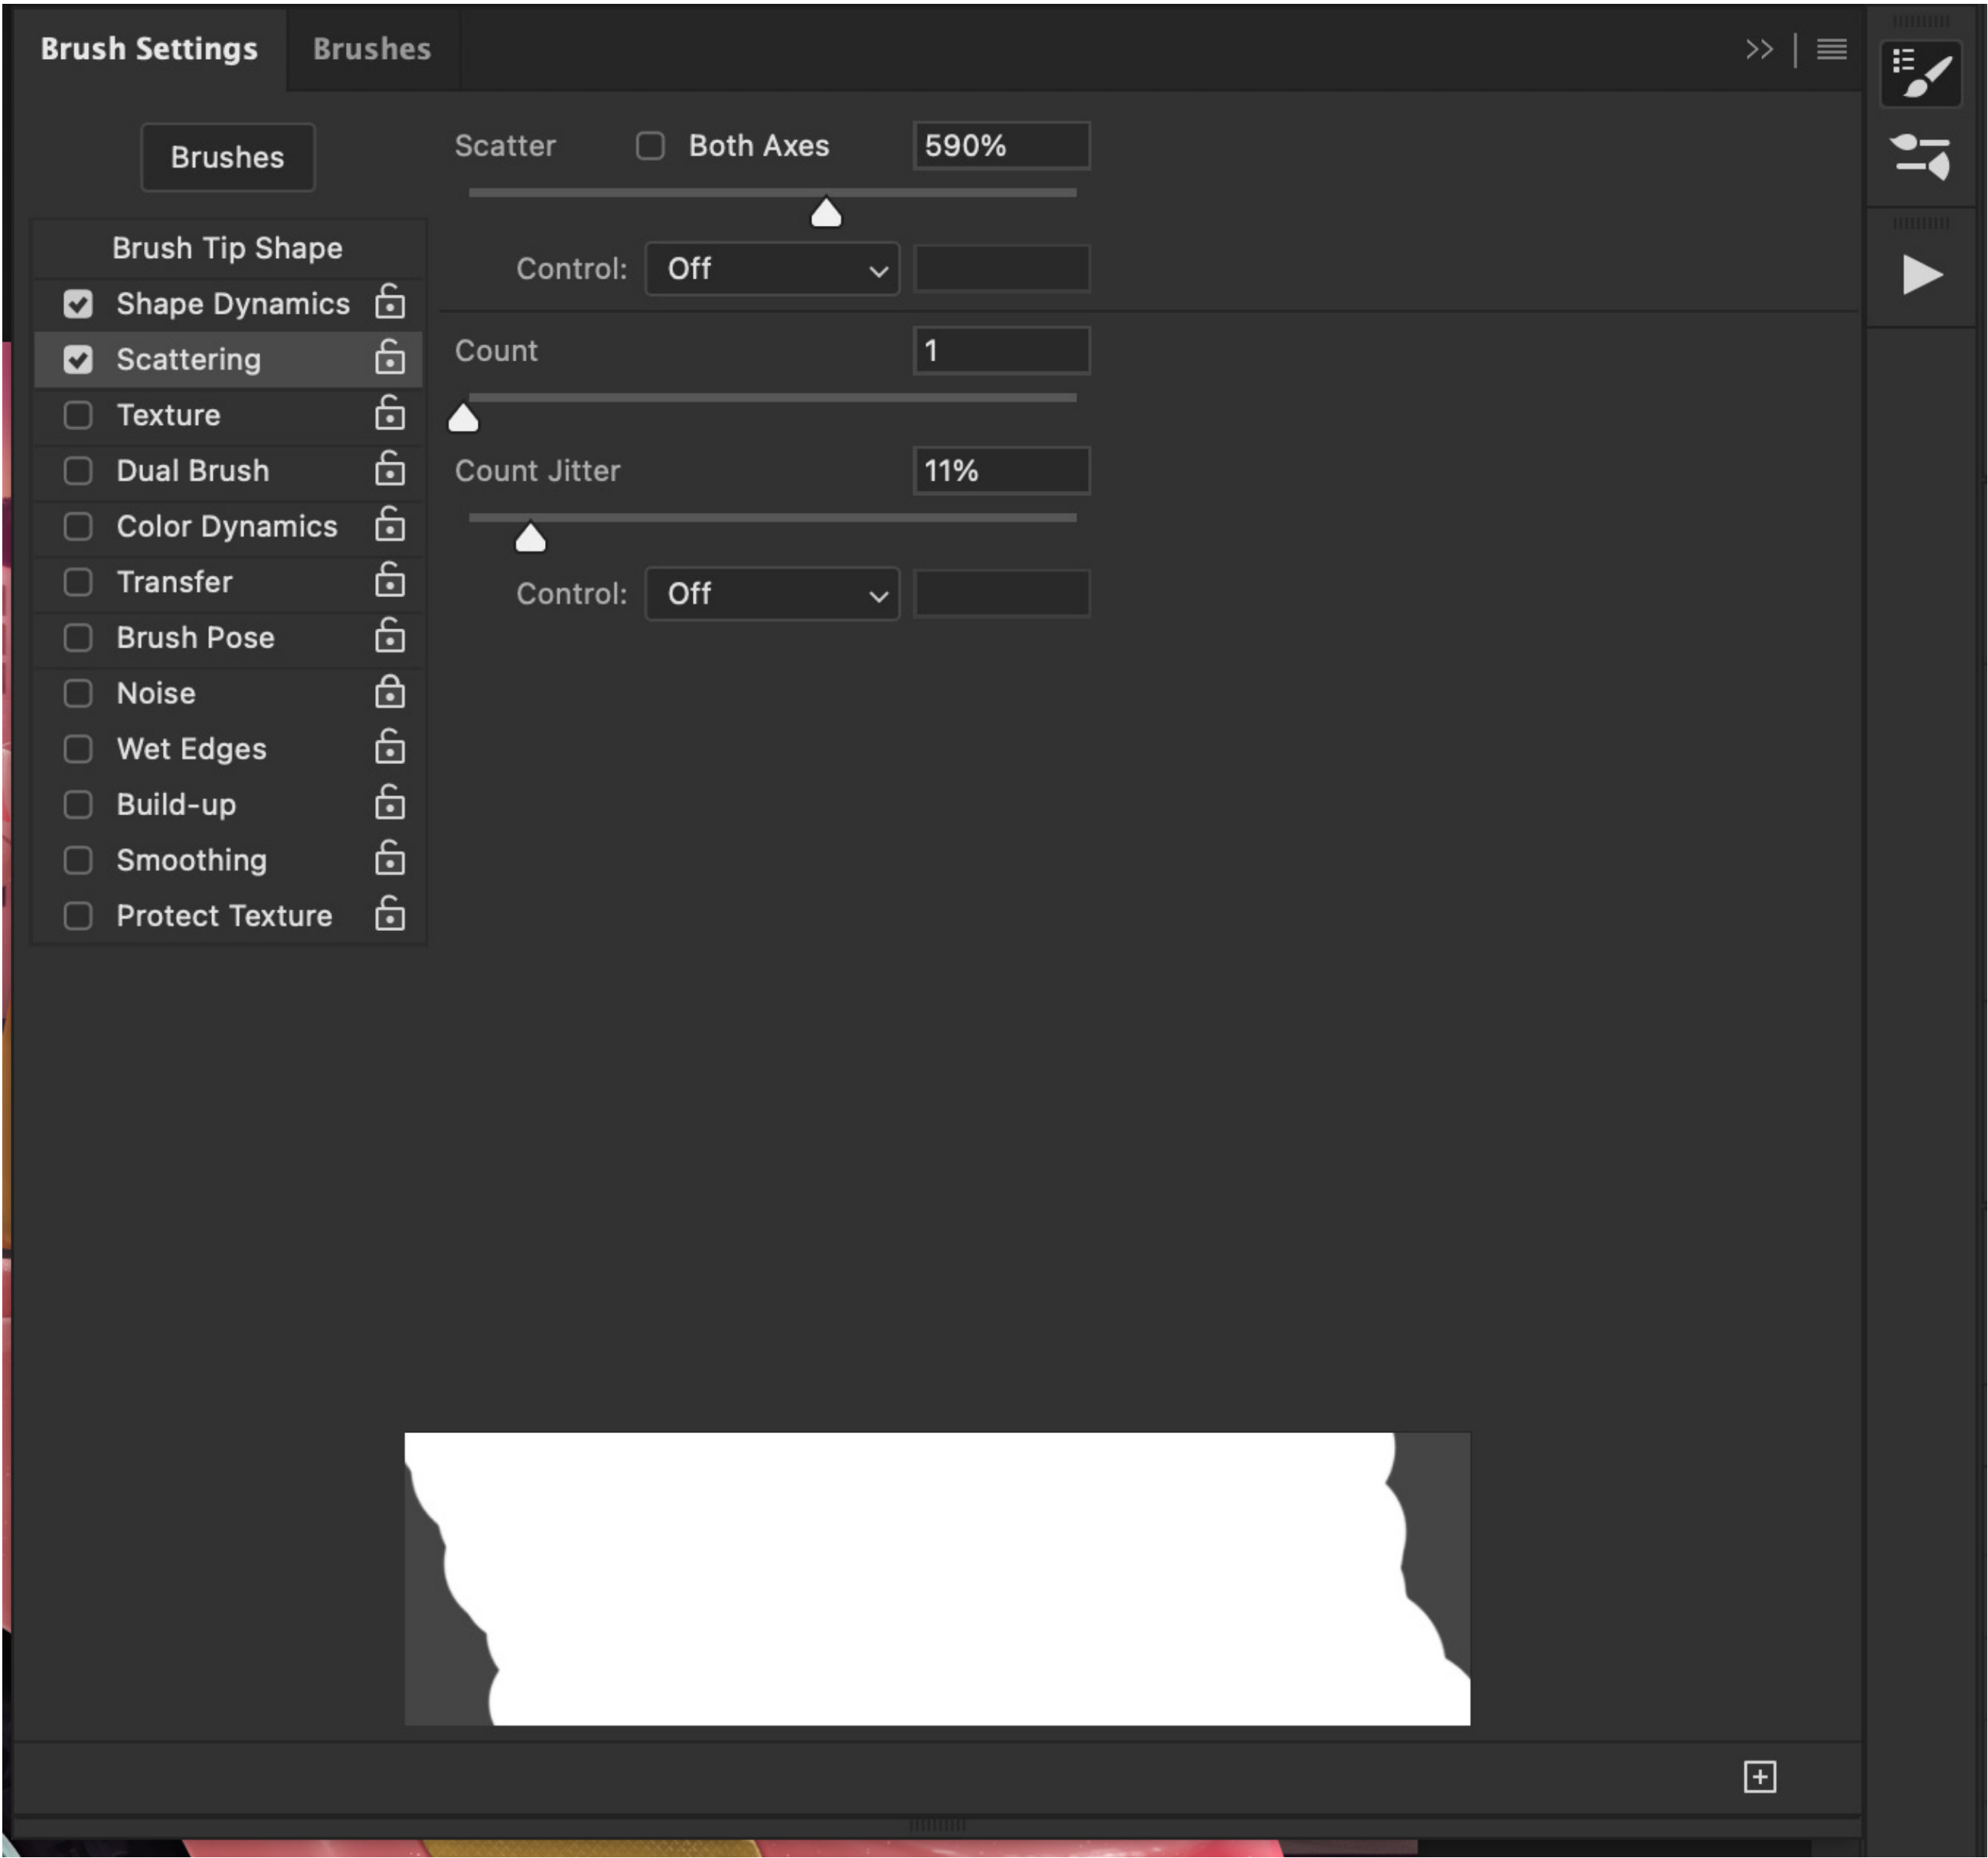 Brush Settings
Brushes
Brushes
Brush Tip Shape
Shape Dynamics
Scattering
Texture
Dual Brush
Color Dynamics
Transfer
Brush Pose
Noise
Wet Edges
Build-up
Smoothing
Protect Texture
Scatter Both Axes 590%
Control: Off
Count 1
Count Jitter 11%
Control: Off